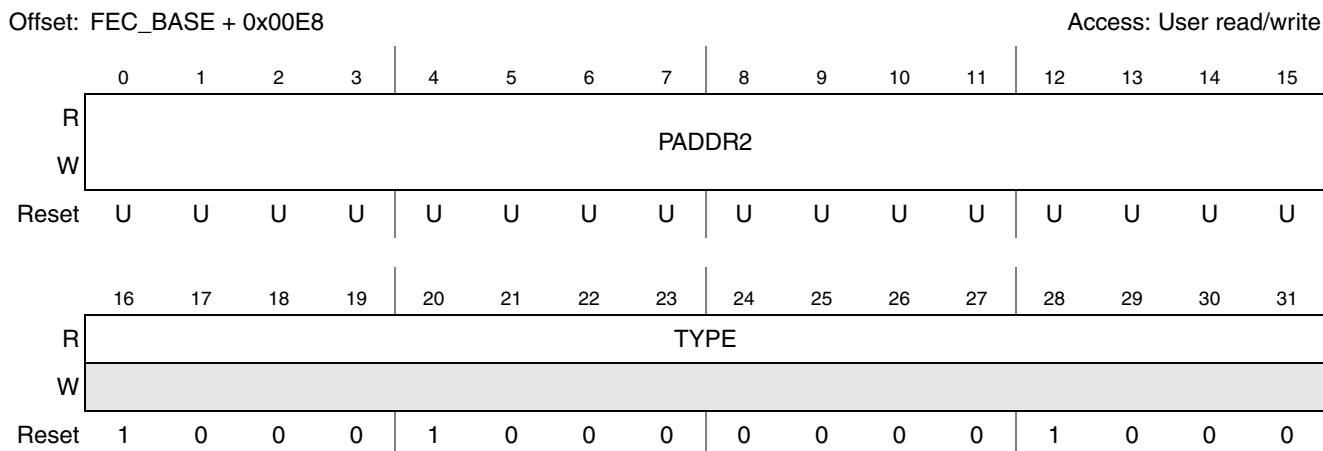 Offset: FEC_BASE + 0x00E8 Access: User read/write
0 1 2 3 4 5 6 7 8 9 10 11 12 13 14 15
R
PADDR2
W
Reset U U U U U U U U U U U U U U U U
16 17 18 19 20 21 22 23 24 25 26 27 28 29 30 31
R TYPE
W
Reset 1 0 0 0 1 0 0 0 0 0 0 0 1 0 0 0